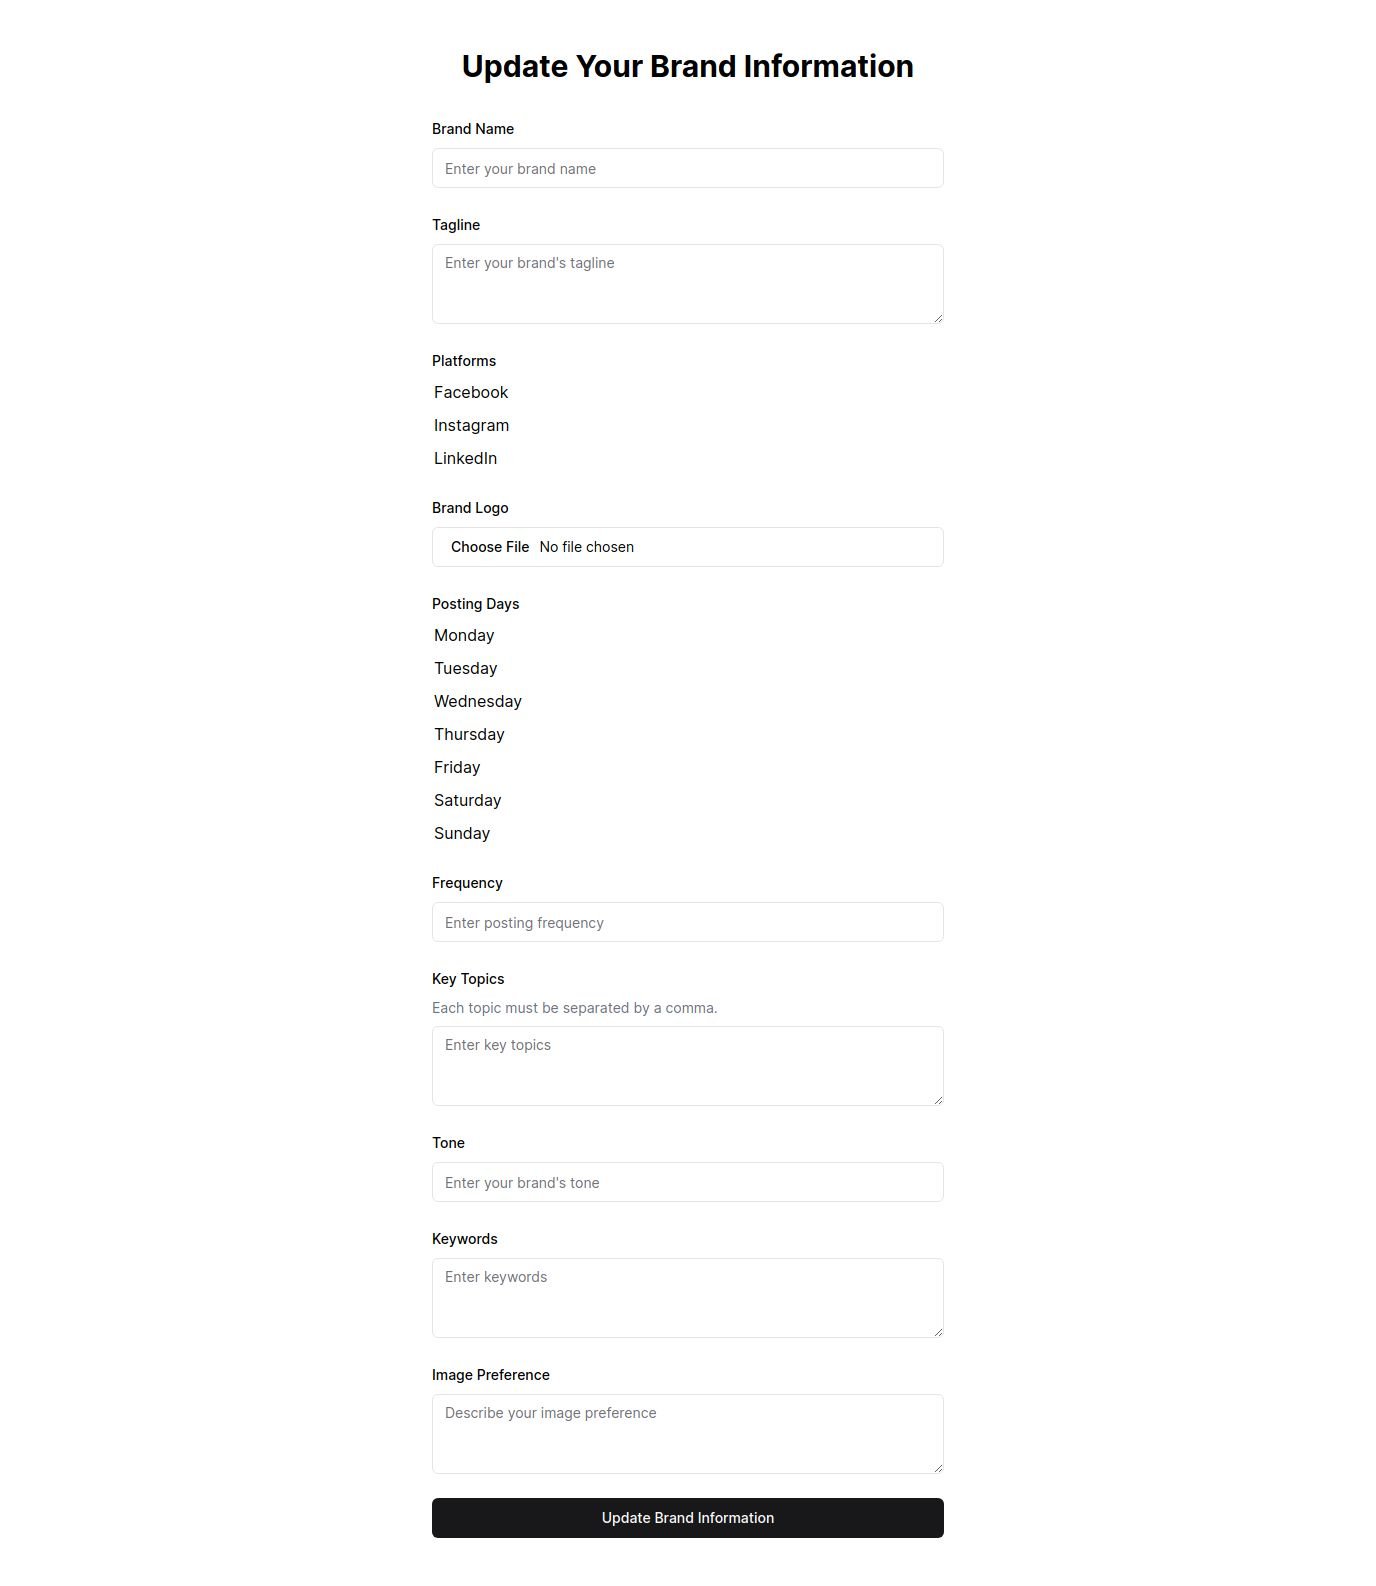 Update Your Brand Information
Brand Name
Enter your brand name
Tagline
Enter your brand's tagline
Platforms
Facebook
Instagram
LinkedIn
Brand Logo
Choose File No file chosen
Posting Days
Monday
Tuesday
Wednesday
Thursday
Friday
Saturday
Sunday
Frequency
Enter posting frequency
Key Topics
Each topic must be separated by a comma.
Enter key topics
Tone
Enter your brand's tone
Keywords
Enter keywords
Image Preference
Describe your image preference
Update Brand Information